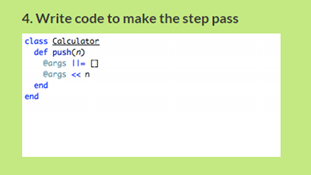 4. Write code to make the step pass
class Calculator
def push(n)
@args ||= []
@args << n
end
end